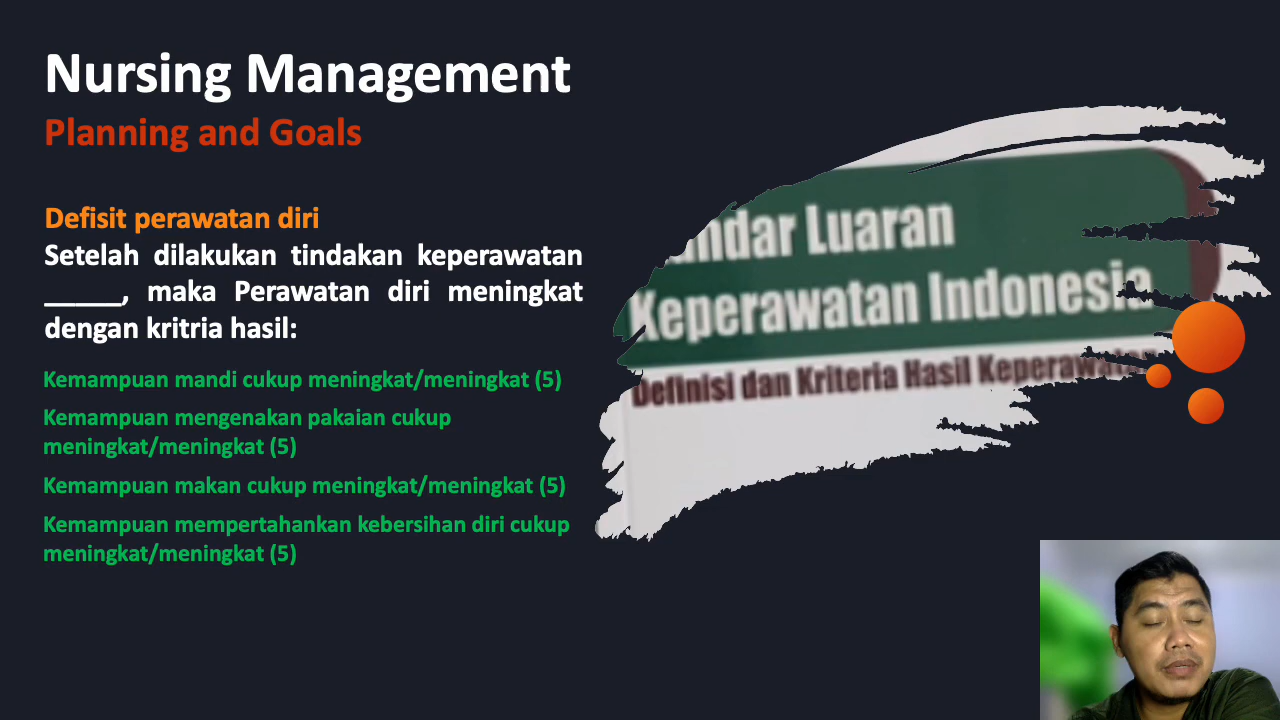 Nursing Management
Planning and Goals
Defisit perawatan diri
Setelah dilakukan tindakan keperawatan
_____, maka Perawatan diri meningkat
dengan kritria hasil:
Kemampuan mandi cukup meningkat/meningkat (5)
Kemampuan mengenakan pakaian cukup
meningkat/meningkat (5)
Kemampuan makan cukup meningkat/meningkat (5)
Kemampuan mempertahankan kebersihan diri cukup
meningkat/meningkat (5)
Luaran
Keperawatan Indonesia
Definisi dan Kriteria Hasil Keperawatan